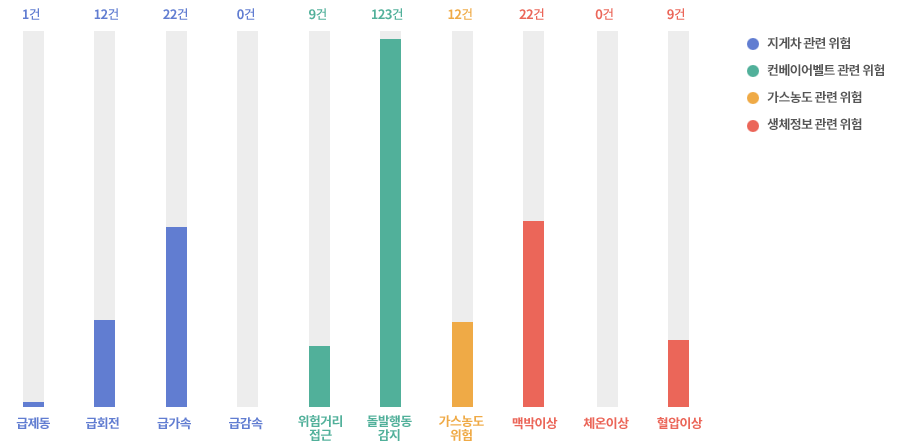 1건 12건 22건 0건 9건 123건 12건 22건 0건 9건
지게차 관련 위험
컨베이어벨트 관련 위험
가스농도 관련 위험
생체정보 관련 위험
급제동 급회전 급가속 급감속 위험거리 돌발행동 가스농도 맥박이상 체온이상 혈압이상
접근 감지 위험